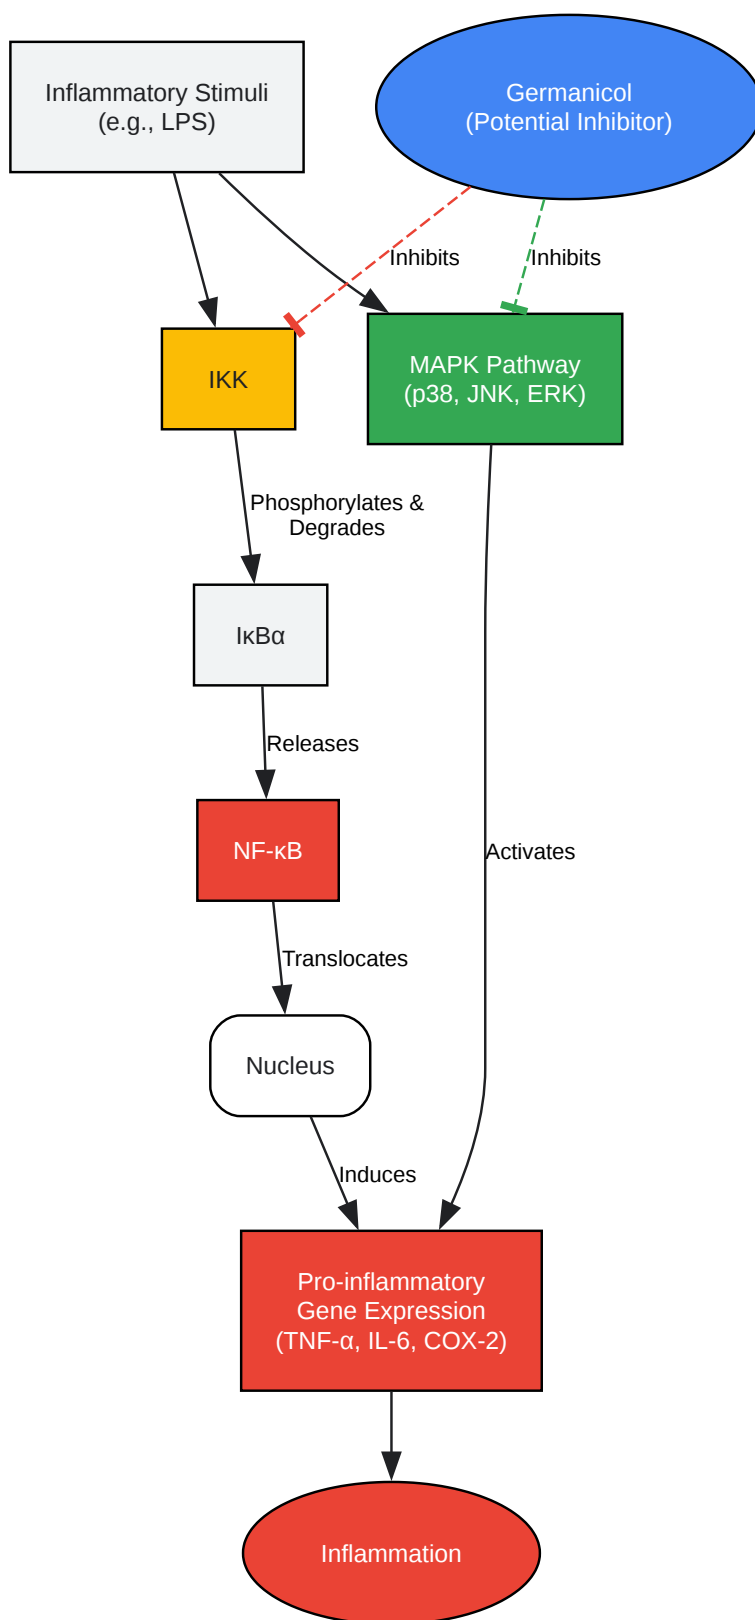 Inflammatory Stimuli
(e.g., LPS)
Germanicol
(Potential Inhibitor)
Inhibits
Inhibits
IKK
MAPK Pathway
(p38, JNK, ERK)
Phosphorylates &
Degrades
IκBα
Releases
NF-κB
Activates
Translocates
Nucleus
Induces
Pro-inflammatory
Gene Expression
(TNF-α, IL-6, COX-2)
Inflammation